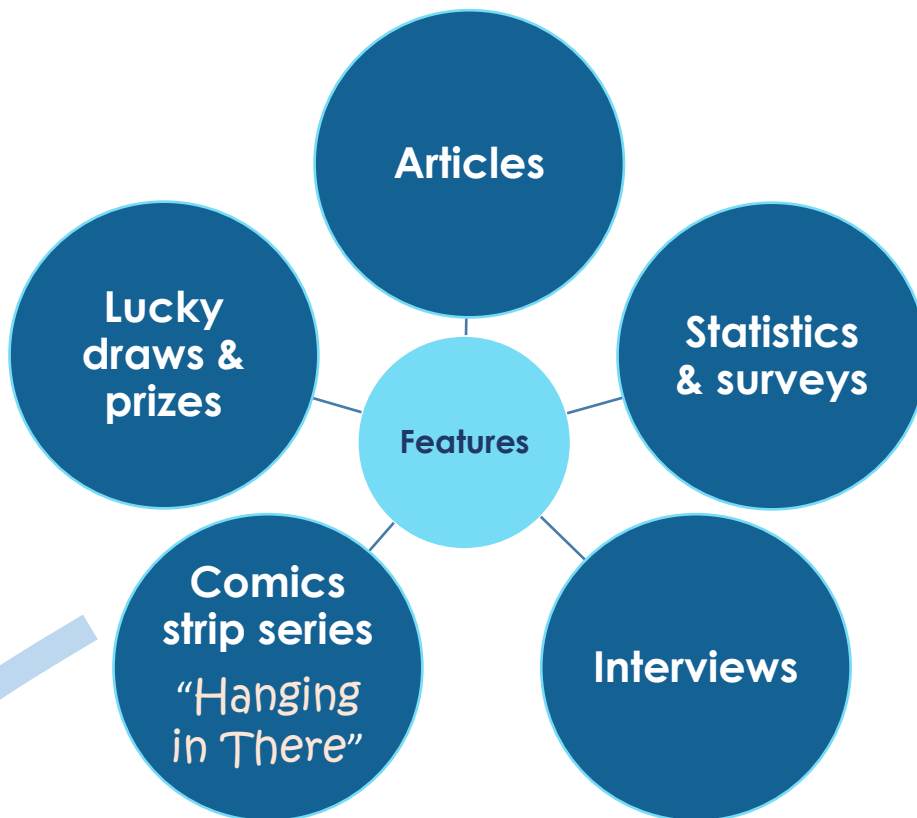 Articles
Lucky
draws &
prizes
Statistics
& surveys
Features
Comics
strip series
“Hanging
in There”
Interviews